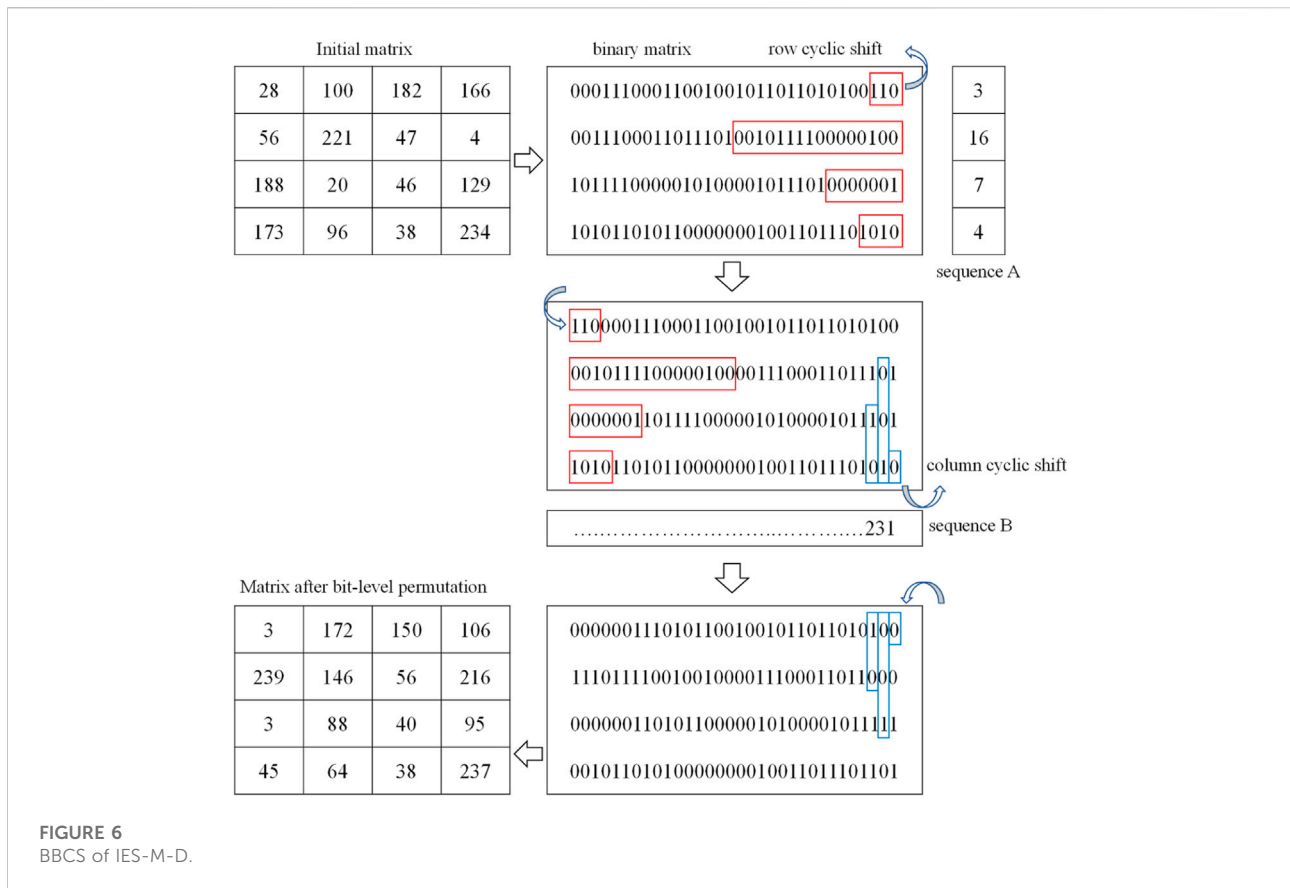 Initial matrix
binary matrix
row cyclic shift
28 100 182 166
56 221 47 4
188 20 46 129
173 96 38 234
00011100011001001011011010100110
00111000110111010010111100000100
10111100000101000010111010000001
10101101011000000010011011101010
3
16
7
4
sequence A
11000011100011001001011011010100
00101111000001000011100011011101
00000011011110000010100001011101
10101101011000000010011011101010
column cyclic shift
….……………………...……….…231
sequence B
Matrix after bit-level permutation
3 172 150 106
239 146 56 216
3 88 40 95
45 64 38 237
00000011101011001001011011010100
11101111001001000011100011011000
00000011010110000010100001011111
00101101010000000010011011101101
FIGURE 6
BBCS of IES-M-D.